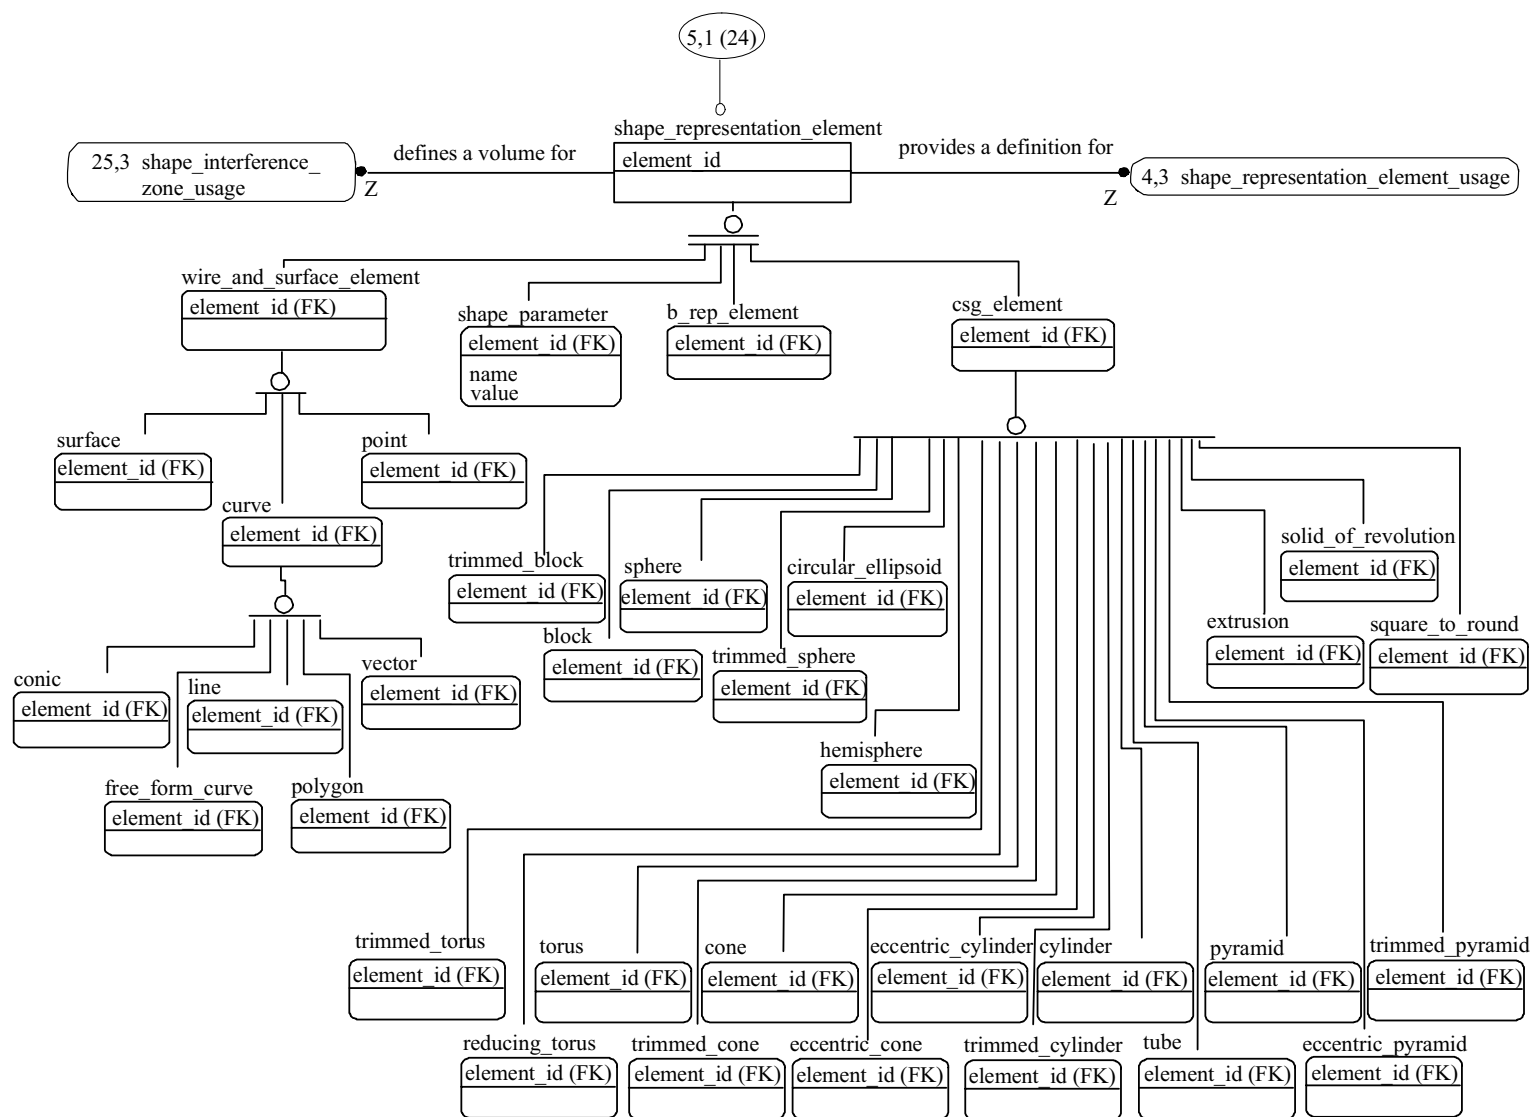 5,1 (24)
shape_representation_element
element_id
defines a volume for
provides a definition for
25,3 shape_interference_
zone_usage
Z
4,3 shape_representation_element_usage
Z
wire_and_surface_element
element_id (FK)
shape_parameter
element_id (FK)
name
value
b_rep_element
element_id (FK)
csg_element
element_id (FK)
surface
element_id (FK)
point
element_id (FK)
curve
element_id (FK)
conic
element_id (FK)
line
element_id (FK)
vector
element_id (FK)
free_form_curve
element_id (FK)
polygon
element_id (FK)
trimmed_block
element_id (FK)
sphere
element_id (FK)
circular_ellipsoid
element_id (FK)
block
element_id (FK)
trimmed_sphere
element_id (FK)
hemisphere
element_id (FK)
solid_of_revolution
element_id (FK)
extrusion
element_id (FK)
square_to_round
element_id (FK)
trimmed_torus
element_id (FK)
torus
element_id (FK)
cone
element_id (FK)
eccentric_cylinder
element_id (FK)
cylinder
element_id (FK)
pyramid
element_id (FK)
trimmed_pyramid
element_id (FK)
reducing_torus
element_id (FK)
trimmed_cone
element_id (FK)
eccentric_cone
element_id (FK)
trimmed_cylinder
element_id (FK)
tube
element_id (FK)
eccentric_pyramid
element_id (FK)